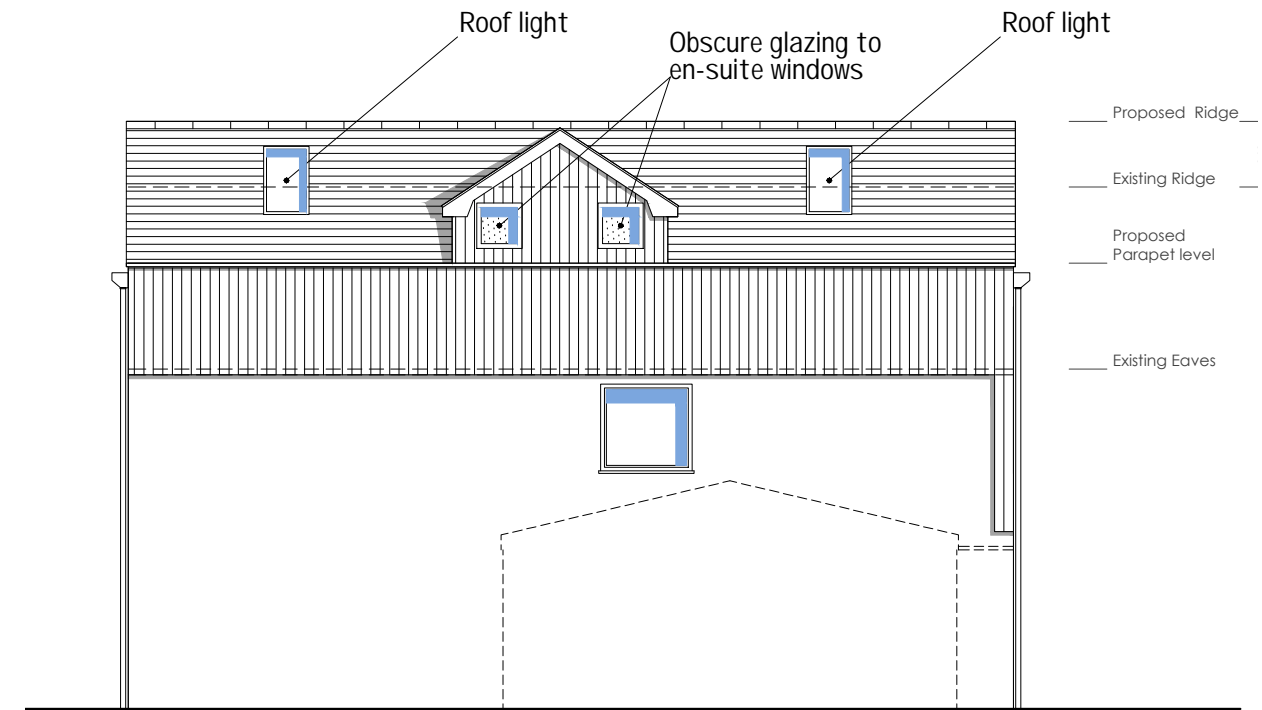 Roof light
Roof light
Obscure glazing to
en-suite windows
Proposed Ridge
Existing Ridge
Proposed
Parapet level
Existing Eaves